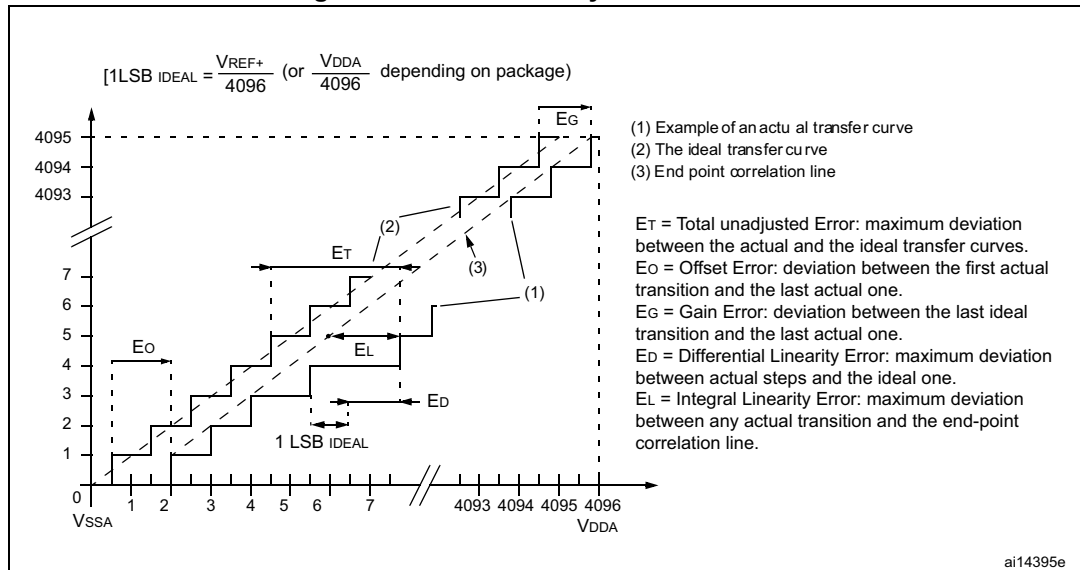 [1LSB IDEAL = VREF+ / 4096 (or VDDA / 4096 depending on package)
EG
4095
4094
4093
(1) Example of an actu al transfer curve
(2) The ideal transfer cu rve
(3) End point correlation line
(2)
ET
(3)
(1)
7
6
5
4
3
2
1
0
EO
EL
ED
1 LSB IDEAL
ET = Total unadjusted Error: maximum deviation
between the actual and the ideal transfer curves.
EO = Offset Error: deviation between the first actual
transition and the last actual one.
EG = Gain Error: deviation between the last ideal
transition and the last actual one.
ED = Differential Linearity Error: maximum deviation
between actual steps and the ideal one.
EL = Integral Linearity Error: maximum deviation
between any actual transition and the end-point
correlation line.
1 2 3 4 5 6 7 4093 4094 4095 4096
VSSA
VDDA
ai14395e